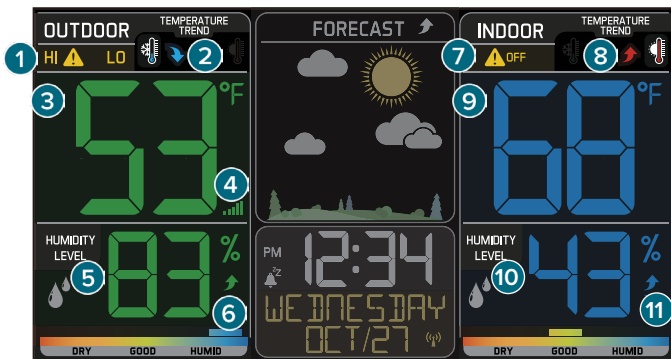 OUTDOOR
TEMPERATURE
TREND
1
HI
LO
2
3
53
°F
4
HUMIDITY
LEVEL
5
83
%
6
DRY GOOD HUMID
FORECAST
PM
12:34
zZ
WEDNESDAY
OCT/27
INDOOR
TEMPERATURE
TREND
7
OFF
8
9
68
°F
HUMIDITY
LEVEL
10
43
%
11
DRY GOOD HUMID